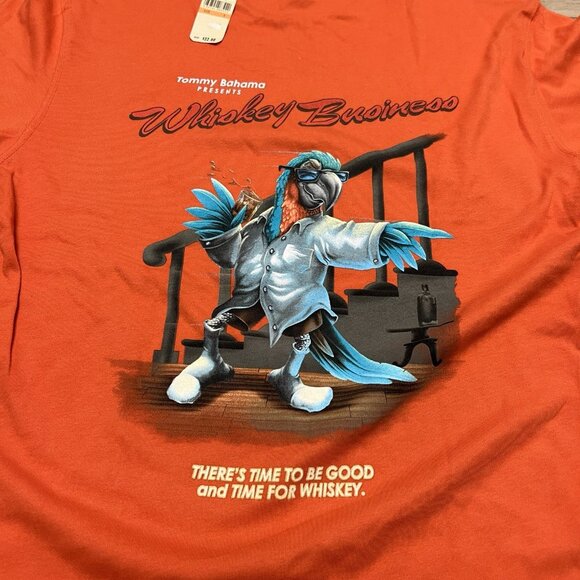 Tommy Bahama
PRESENTS
Whiskey Business
THERE'S TIME TO BE GOOD
and TIME FOR WHISKEY.